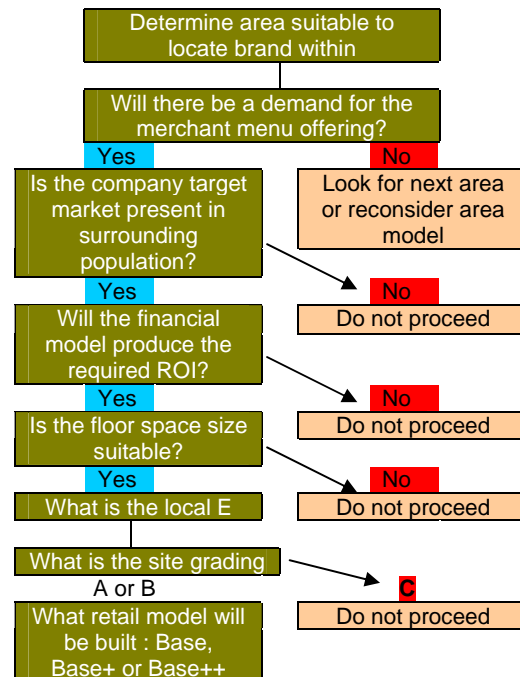 Determine area suitable to
locate brand within
Will there be a demand for the
merchant menu offering?
Yes
No
Is the company target
market present in
surrounding
population?
Look for next area
or reconsider area
model
Yes
No
Will the financial
model produce the
required ROI?
Do not proceed
Yes
No
Is the floor space size
suitable?
Do not proceed
Yes
No
What is the local E
Do not proceed
What is the site grading
A or B
C
What retail model will
be built : Base,
Base+ or Base++
Do not proceed